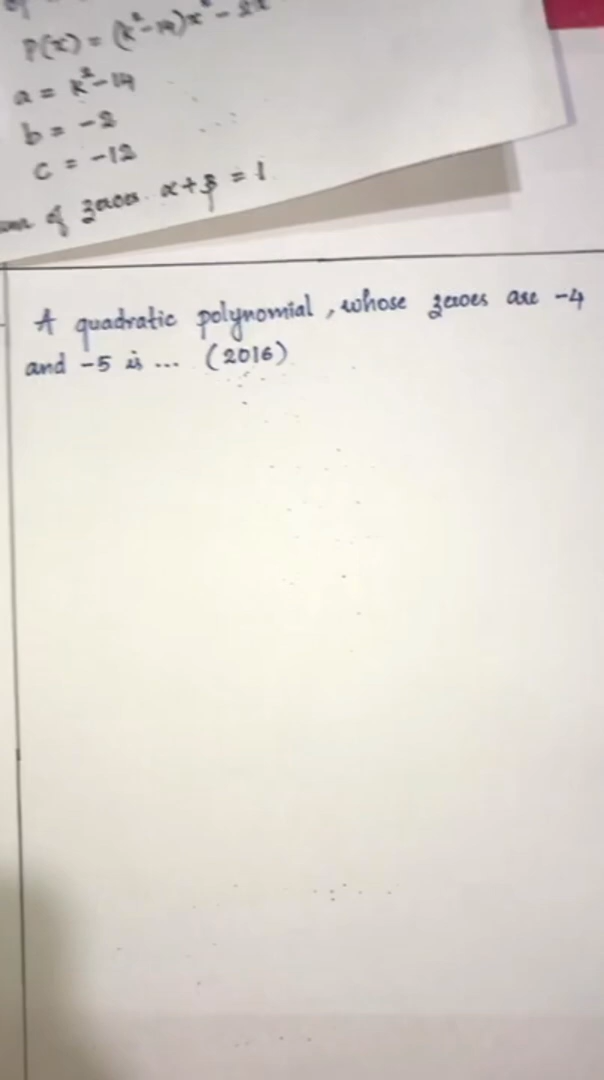 P(x) = (k²-14)x² - 2x
a = k²-14
b = -2
c = -12
of zeroes. α+β = 1
A quadratic polynomial, whose zeroes are -4
and -5 is ... (2016)